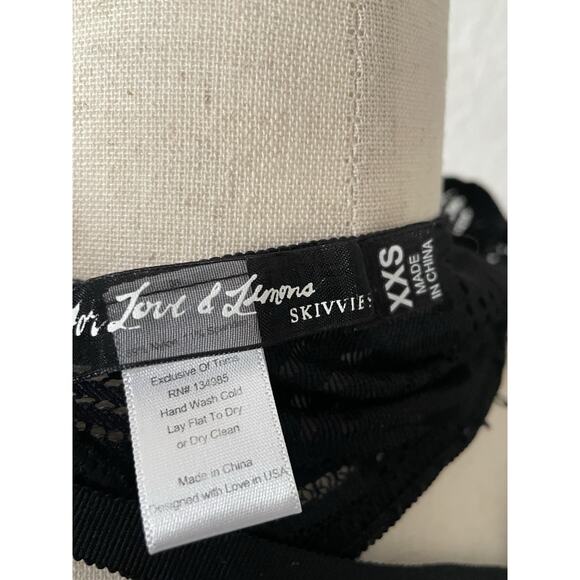 for Love & Lemons
SKIVVIES
XXS
MADE
IN CHINA
Exclusive Of Trims
RN# 134985
Hand Wash Cold
Lay Flat To Dry
or Dry Clean
Made in China
Designed with Love in USA